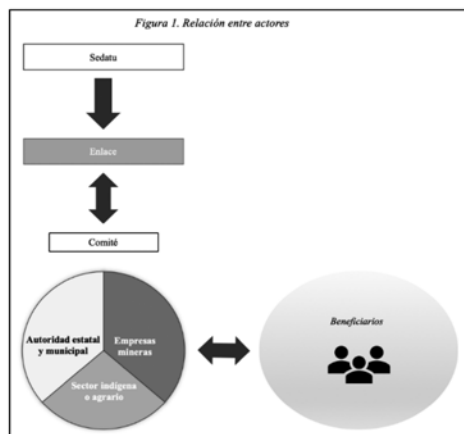 Figura 1. Relación entre actores
Sedatu
Enlace
Comité
Autoridad estatal
y municipal
Empresas
mineras
Sector indígena
o agrario
Beneficiarios